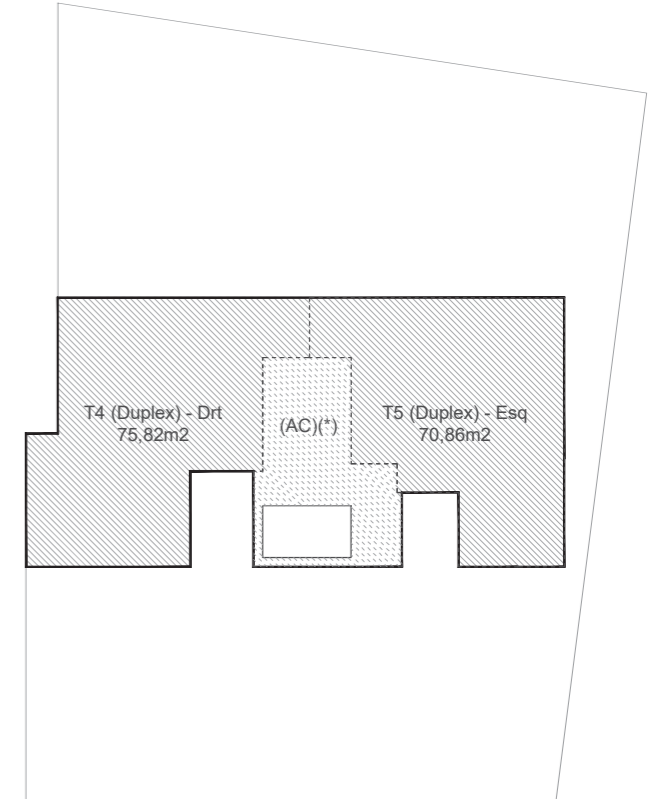 T4 (Duplex) - Drt
75,82m2
(AC)(*)
T5 (Duplex) - Esq
70,86m2